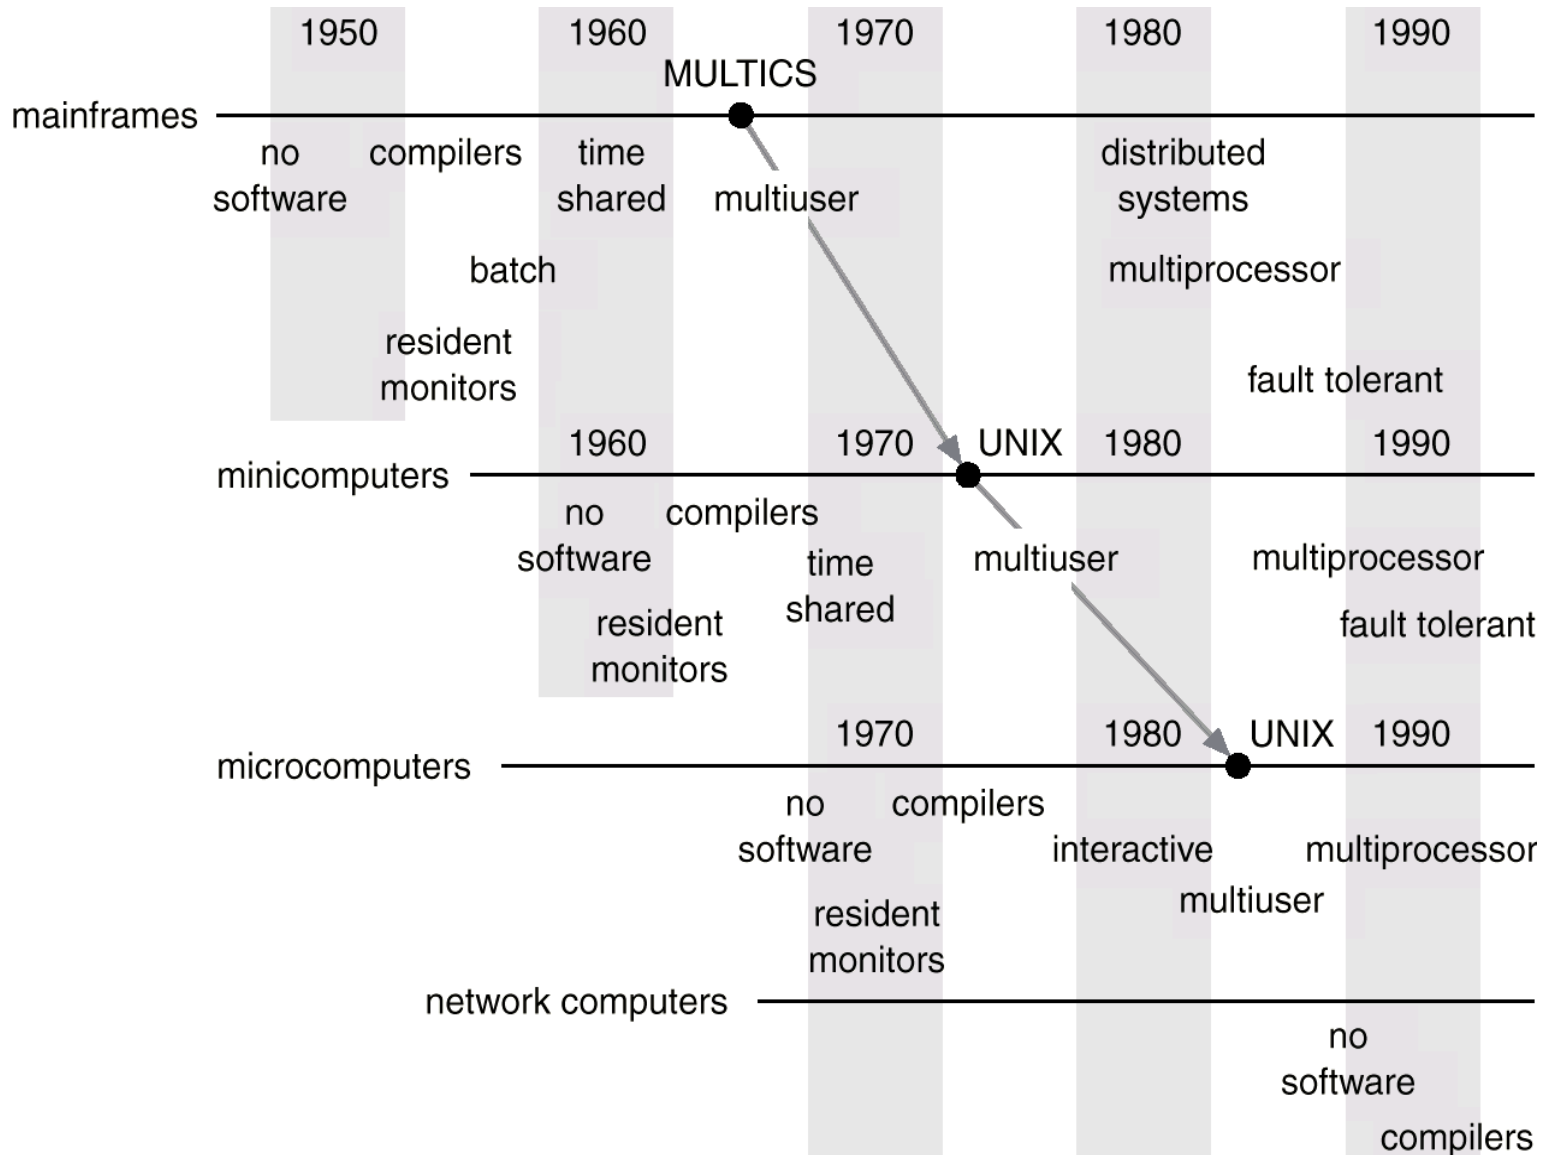 1950 1960 1970 1980 1990
MULTICS
mainframes
no compilers time distributed
software shared multiuser systems
batch multiprocessor
resident
monitors fault tolerant
1960 1970 UNIX 1980 1990
minicomputers
no compilers
software time multiuser multiprocessor
shared
resident fault tolerant
monitors
1970 1980 UNIX 1990
microcomputers
no compilers
software interactive multiprocessor
multiuser
resident
monitors
network computers
no
software
compilers